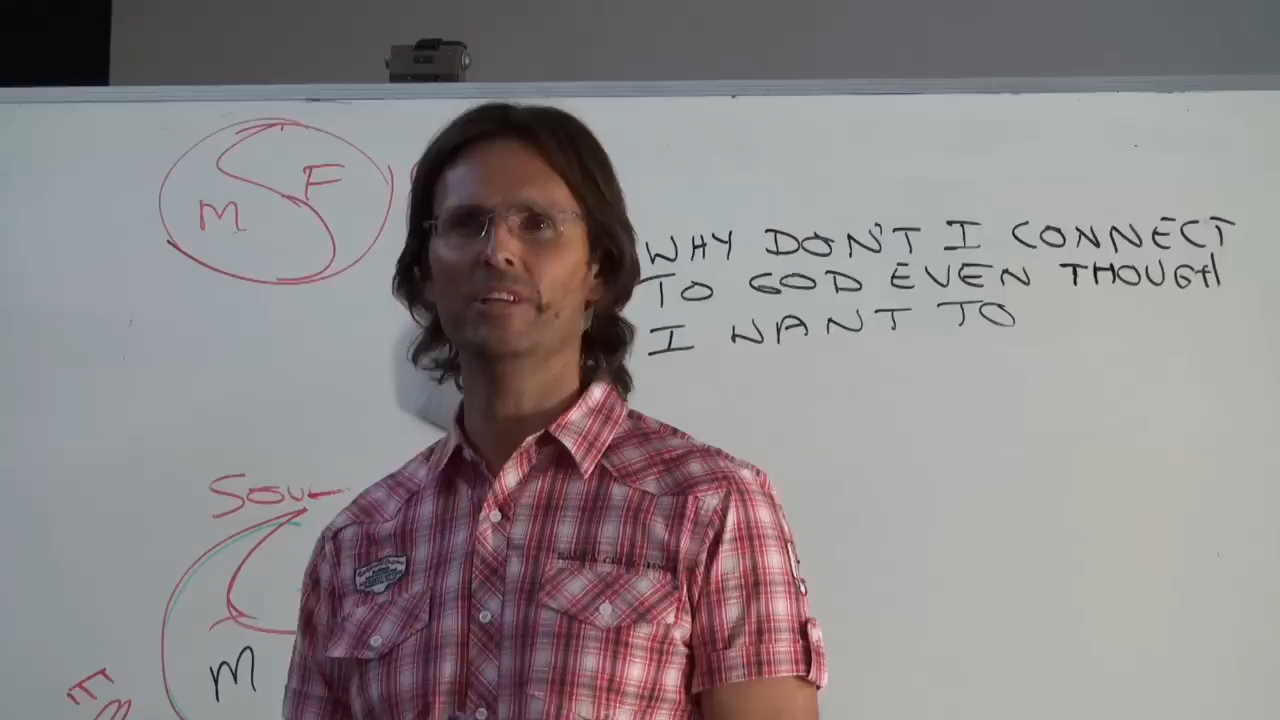 M F
WHY DON'T I CONNECT
TO GOD EVEN THOUGH
I WANT TO
SOUL
M